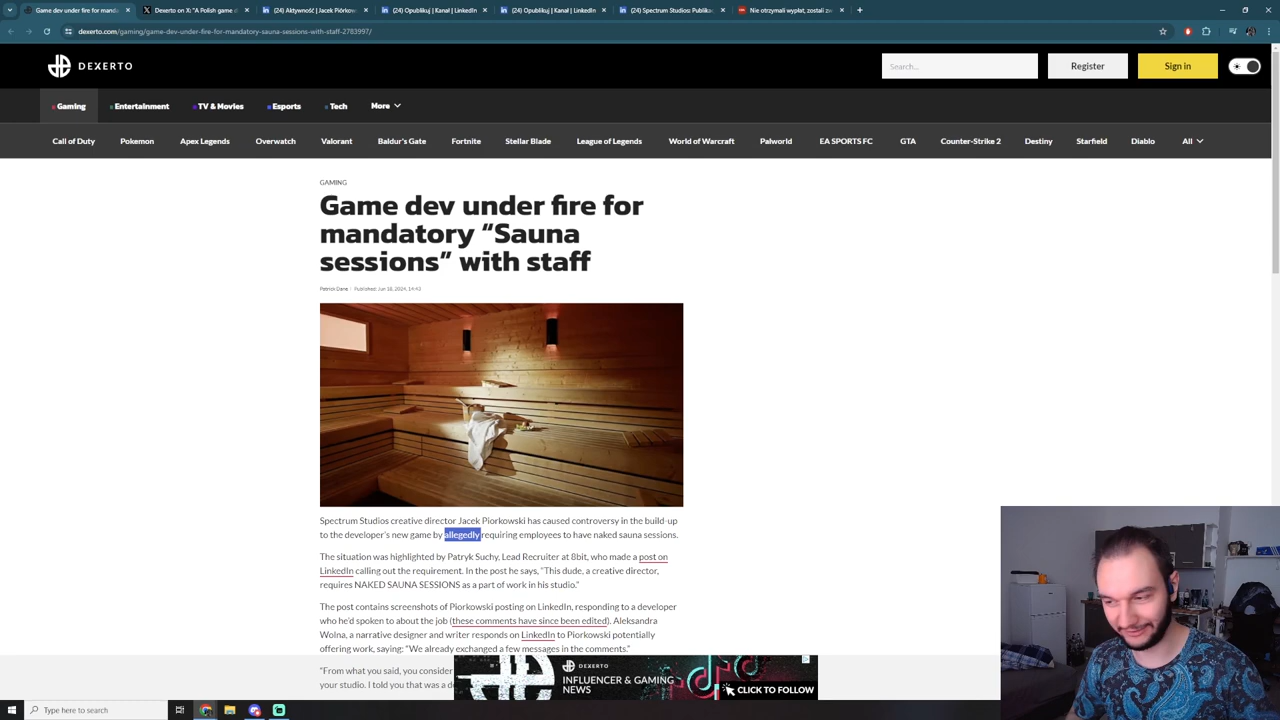 Game dev under fire for manda
Dexerto on X: "A Polish game d
(24) Aktywność | Jacek Piórkow
(24) Opublikuj | Kanał | LinkedIn
(24) Opublikuj | Kanał | LinkedIn
(24) Spectrum Studios: Publikac
Nie otrzymali wypłat, zostali zw
dexerto.com/gaming/game-dev-under-fire-for-mandatory-sauna-sessions-with-staff-2783997/
DEXERTO
Search...
Register
Sign in
Gaming
Entertainment
TV & Movies
Esports
Tech
More
Call of Duty
Pokemon
Apex Legends
Overwatch
Valorant
Baldur's Gate
Fortnite
Stellar Blade
League of Legends
World of Warcraft
Palworld
EA SPORTS FC
GTA
Counter-Strike 2
Destiny
Starfield
Diablo
All
GAMING
Game dev under fire for
mandatory “Sauna
sessions” with staff
Patrick Dane | Published: Jun 18, 2024, 14:43
Spectrum Studios creative director Jacek Piorkowski has caused controversy in the build-up
to the developer's new game by allegedly requiring employees to have naked sauna sessions.
The situation was highlighted by Patryk Suchy, Lead Recruiter at 8bit, who made a post on
LinkedIn calling out the requirement. In the post he says, “This dude, a creative director,
requires NAKED SAUNA SESSIONS as a part of work in his studio.”
The post contains screenshots of Piorkowski posting on LinkedIn, responding to a developer
who he'd spoken to about the job (these comments have since been edited). Aleksandra
Wolna, a narrative designer and writer responds on LinkedIn to Piorkowski potentially
offering work, saying: “We already exchanged a few messages in the comments.”
“From what you said, you consider
your studio. I told you that was a
DEXERTO
INFLUENCER & GAMING
NEWS
CLICK TO FOLLOW
Type here to search